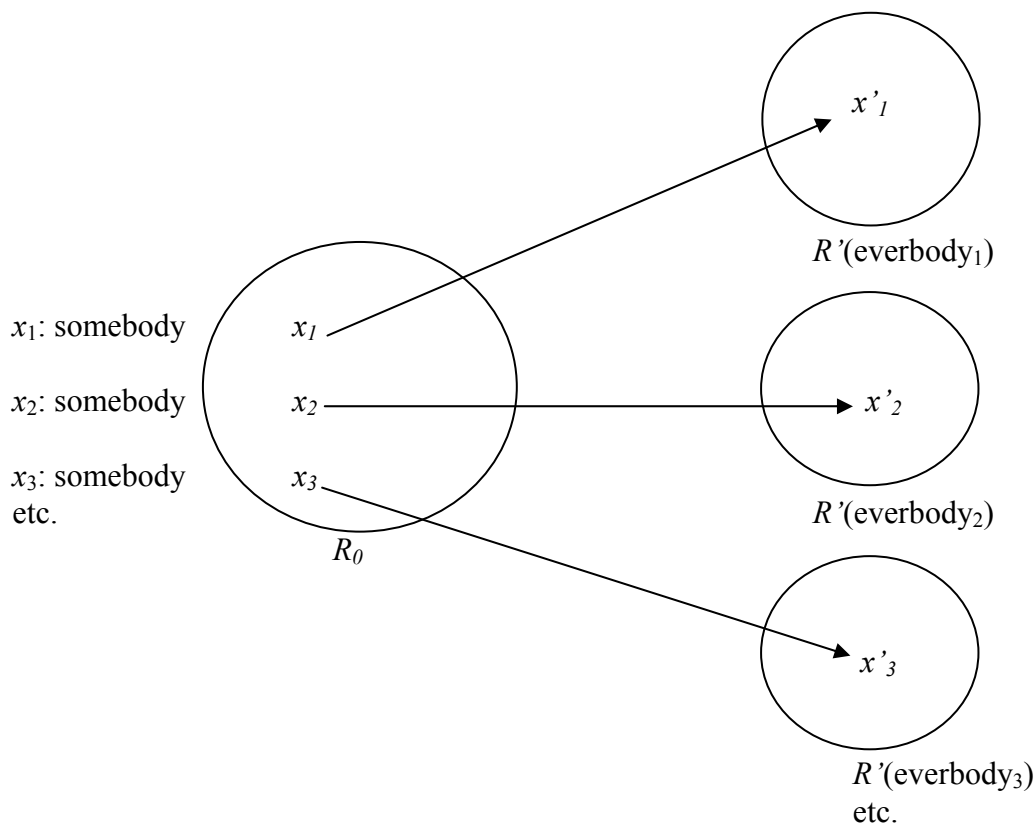 x'₁
R'(everbody₁)
x₁: somebody
x₁
x₂: somebody
x₂
x'₂
x₃: somebody
x₃
etc.
R'(everbody₂)
R₀
x'₃
R'(everbody₃)
etc.